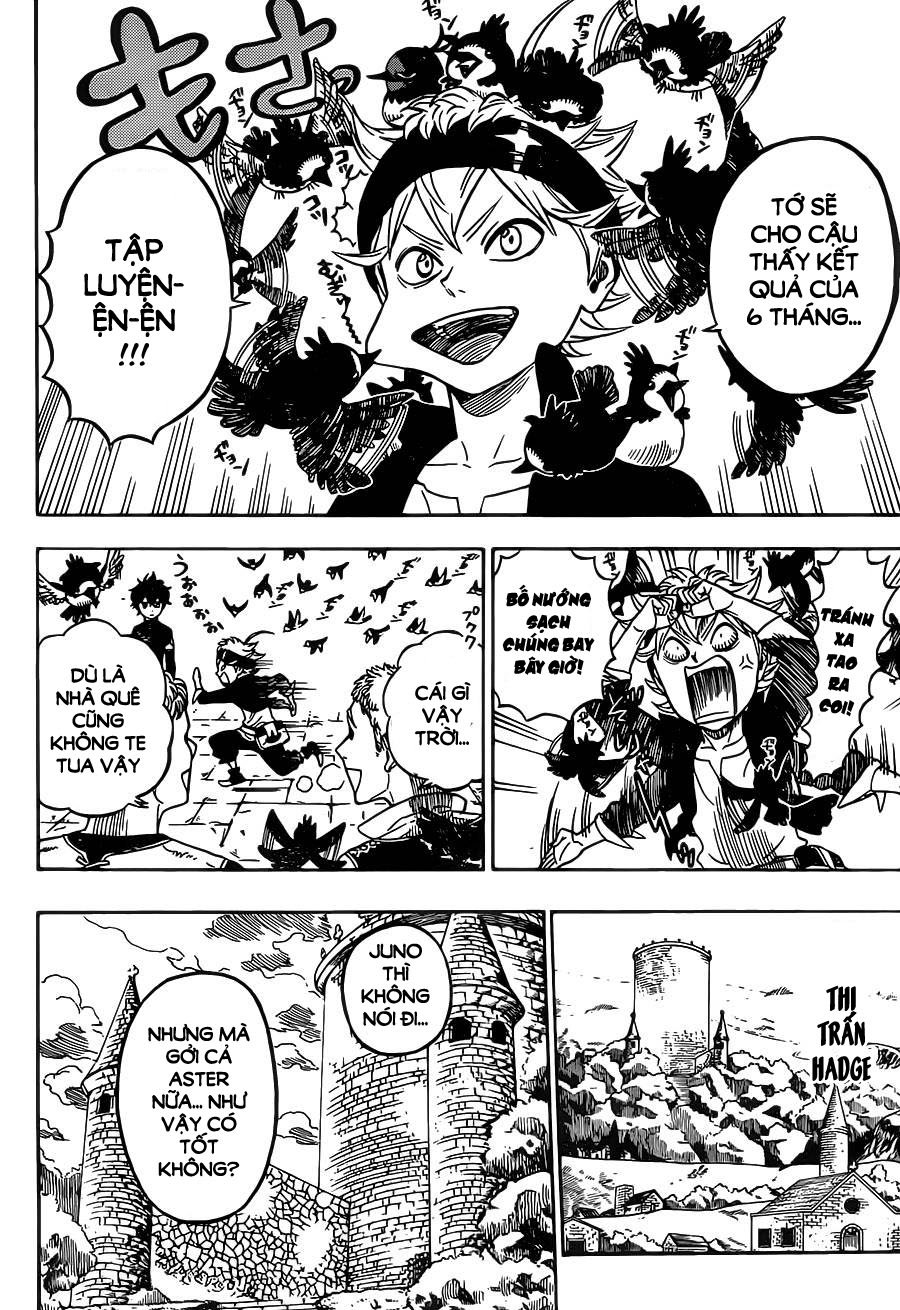 もさっ
TỚ SẼ
CHO CẬU
THẤY KẾT
QUẢ CỦA
6 THÁNG...
TẬP
LUYỆN-
ỆN-ỆN
!!!
TRÁNH
XA
TAO
RA
COI!
BỐ NƯỚNG
SẠCH
CHÚNG BAY
BÂY GIỜ!
CÁI GÌ
VẬY
TRỜI...
DÙ LÀ
NHÀ QUÊ
CŨNG
KHÔNG TE
TUA VẬY
THỊ
TRẤN
HADGE
JUNO
THÌ
KHÔNG
NÓI ĐI...
NHƯNG MÀ
GỞI CẢ
ASTER
NỮA... NHƯ
VẬY CÓ
TỐT
KHÔNG?